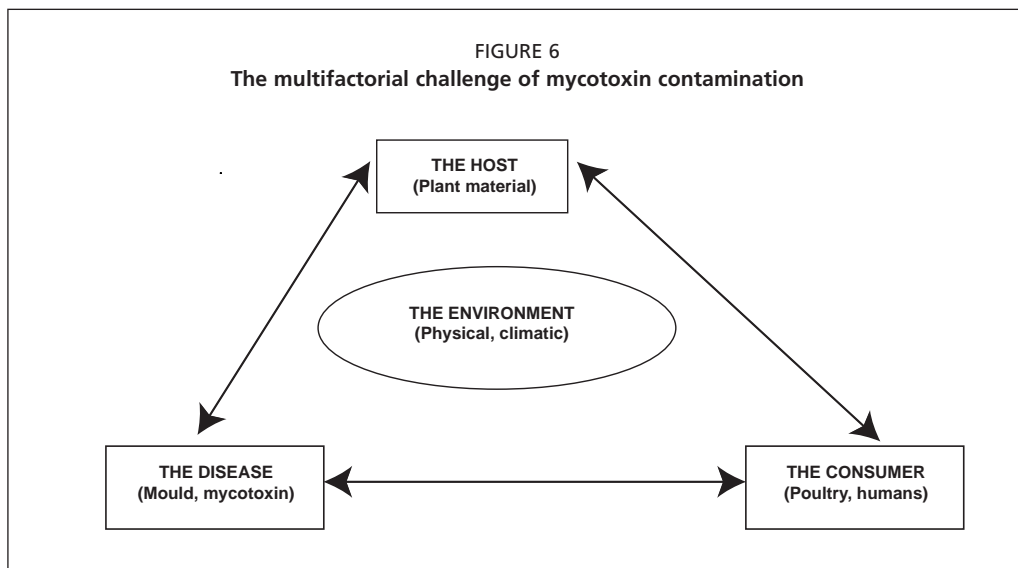 FIGURE 6
The multifactorial challenge of mycotoxin contamination
THE HOST
(Plant material)
THE ENVIRONMENT
(Physical, climatic)
THE DISEASE
(Mould, mycotoxin)
THE CONSUMER
(Poultry, humans)